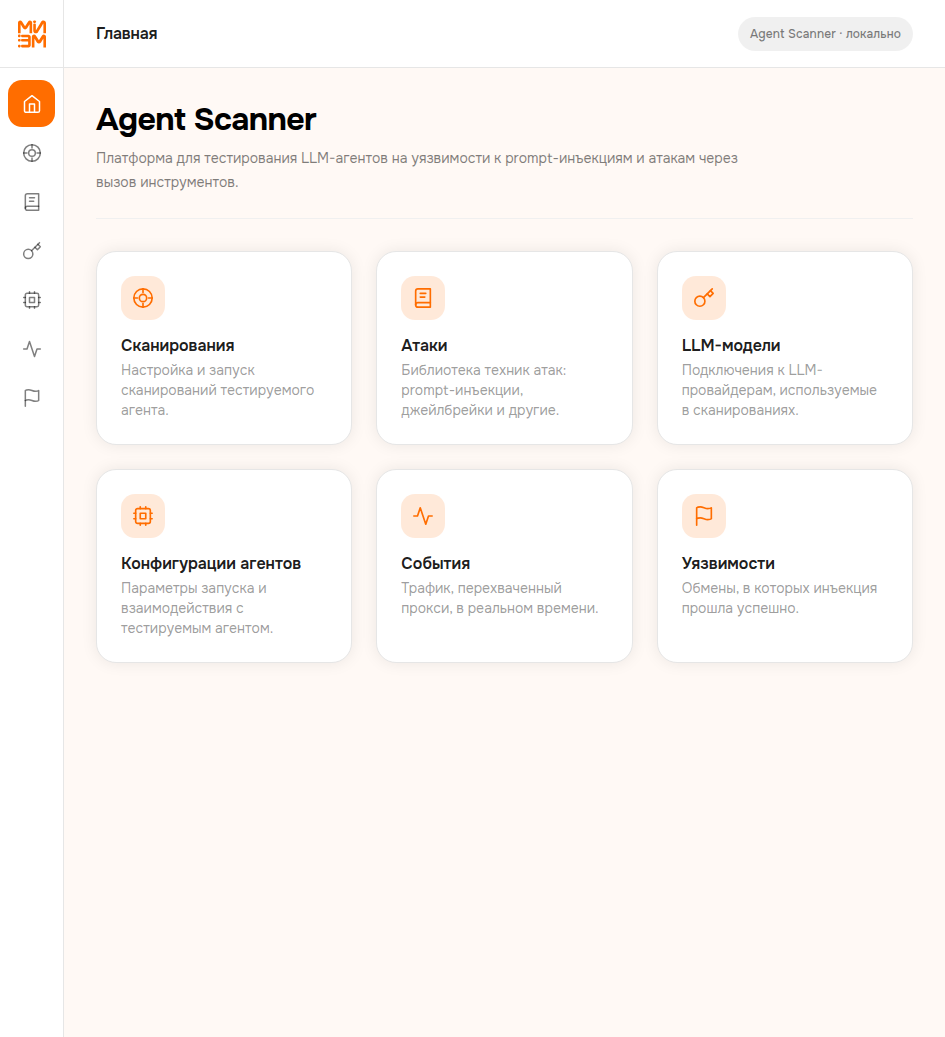 МИЭМ
Главная
Agent Scanner · локально
Agent Scanner
Платформа для тестирования LLM-агентов на уязвимости к prompt-инъекциям и атакам через
вызов инструментов.
Сканирования
Настройка и запуск
сканирований тестируемого
агента.
Атаки
Библиотека техник атак:
prompt-инъекции,
джейлбрейки и другие.
LLM-модели
Подключения к LLM-
провайдерам, используемые
в сканированиях.
Конфигурации агентов
Параметры запуска и
взаимодействия с
тестируемым агентом.
События
Трафик, перехваченный
прокси, в реальном времени.
Уязвимости
Обмены, в которых инъекция
прошла успешно.